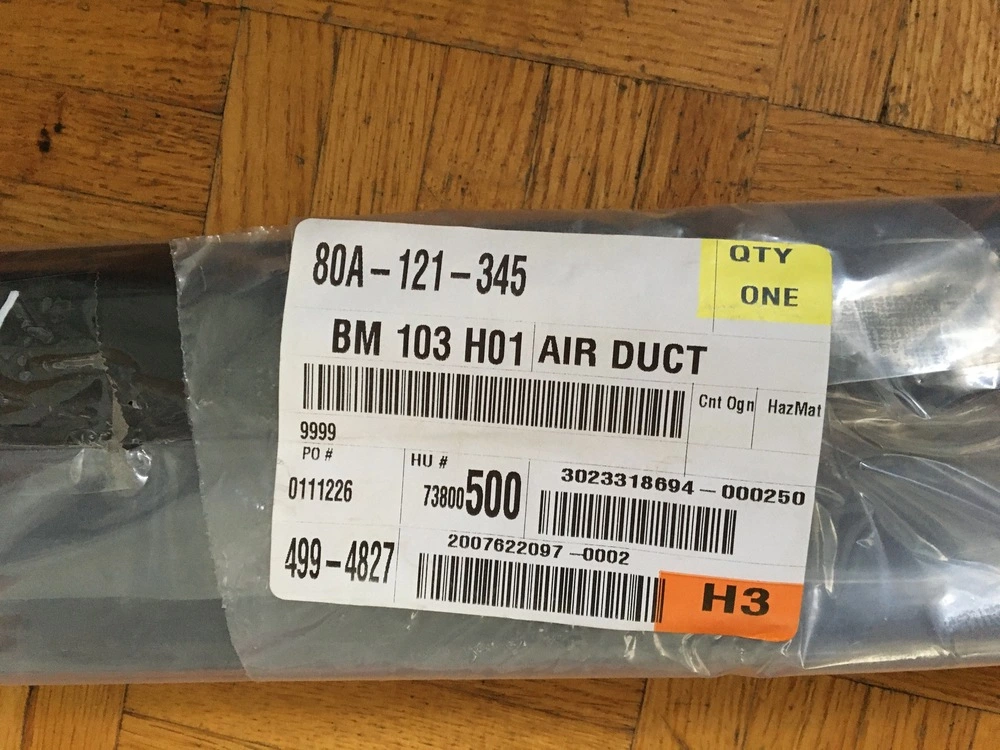 80A-121-345
QTY
ONE
BM 103 H01 AIR DUCT
Cnt Ogn HazMat
9999
PO #
0111226
HU #
73800500
3023318694-000250
499-4827
2007622097-0002
H3